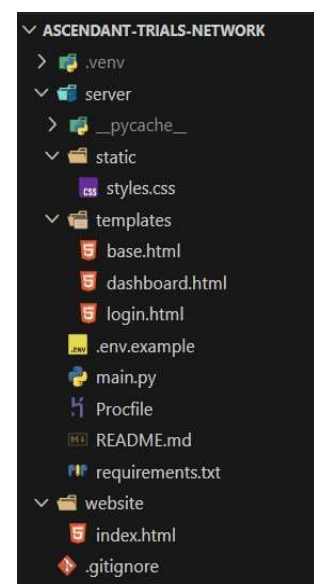 ASCENDANT-TRIALS-NETWORK
.venv
server
__pycache__
static
styles.css
templates
base.html
dashboard.html
login.html
.env.example
main.py
Procfile
README.md
requirements.txt
website
index.html
.gitignore